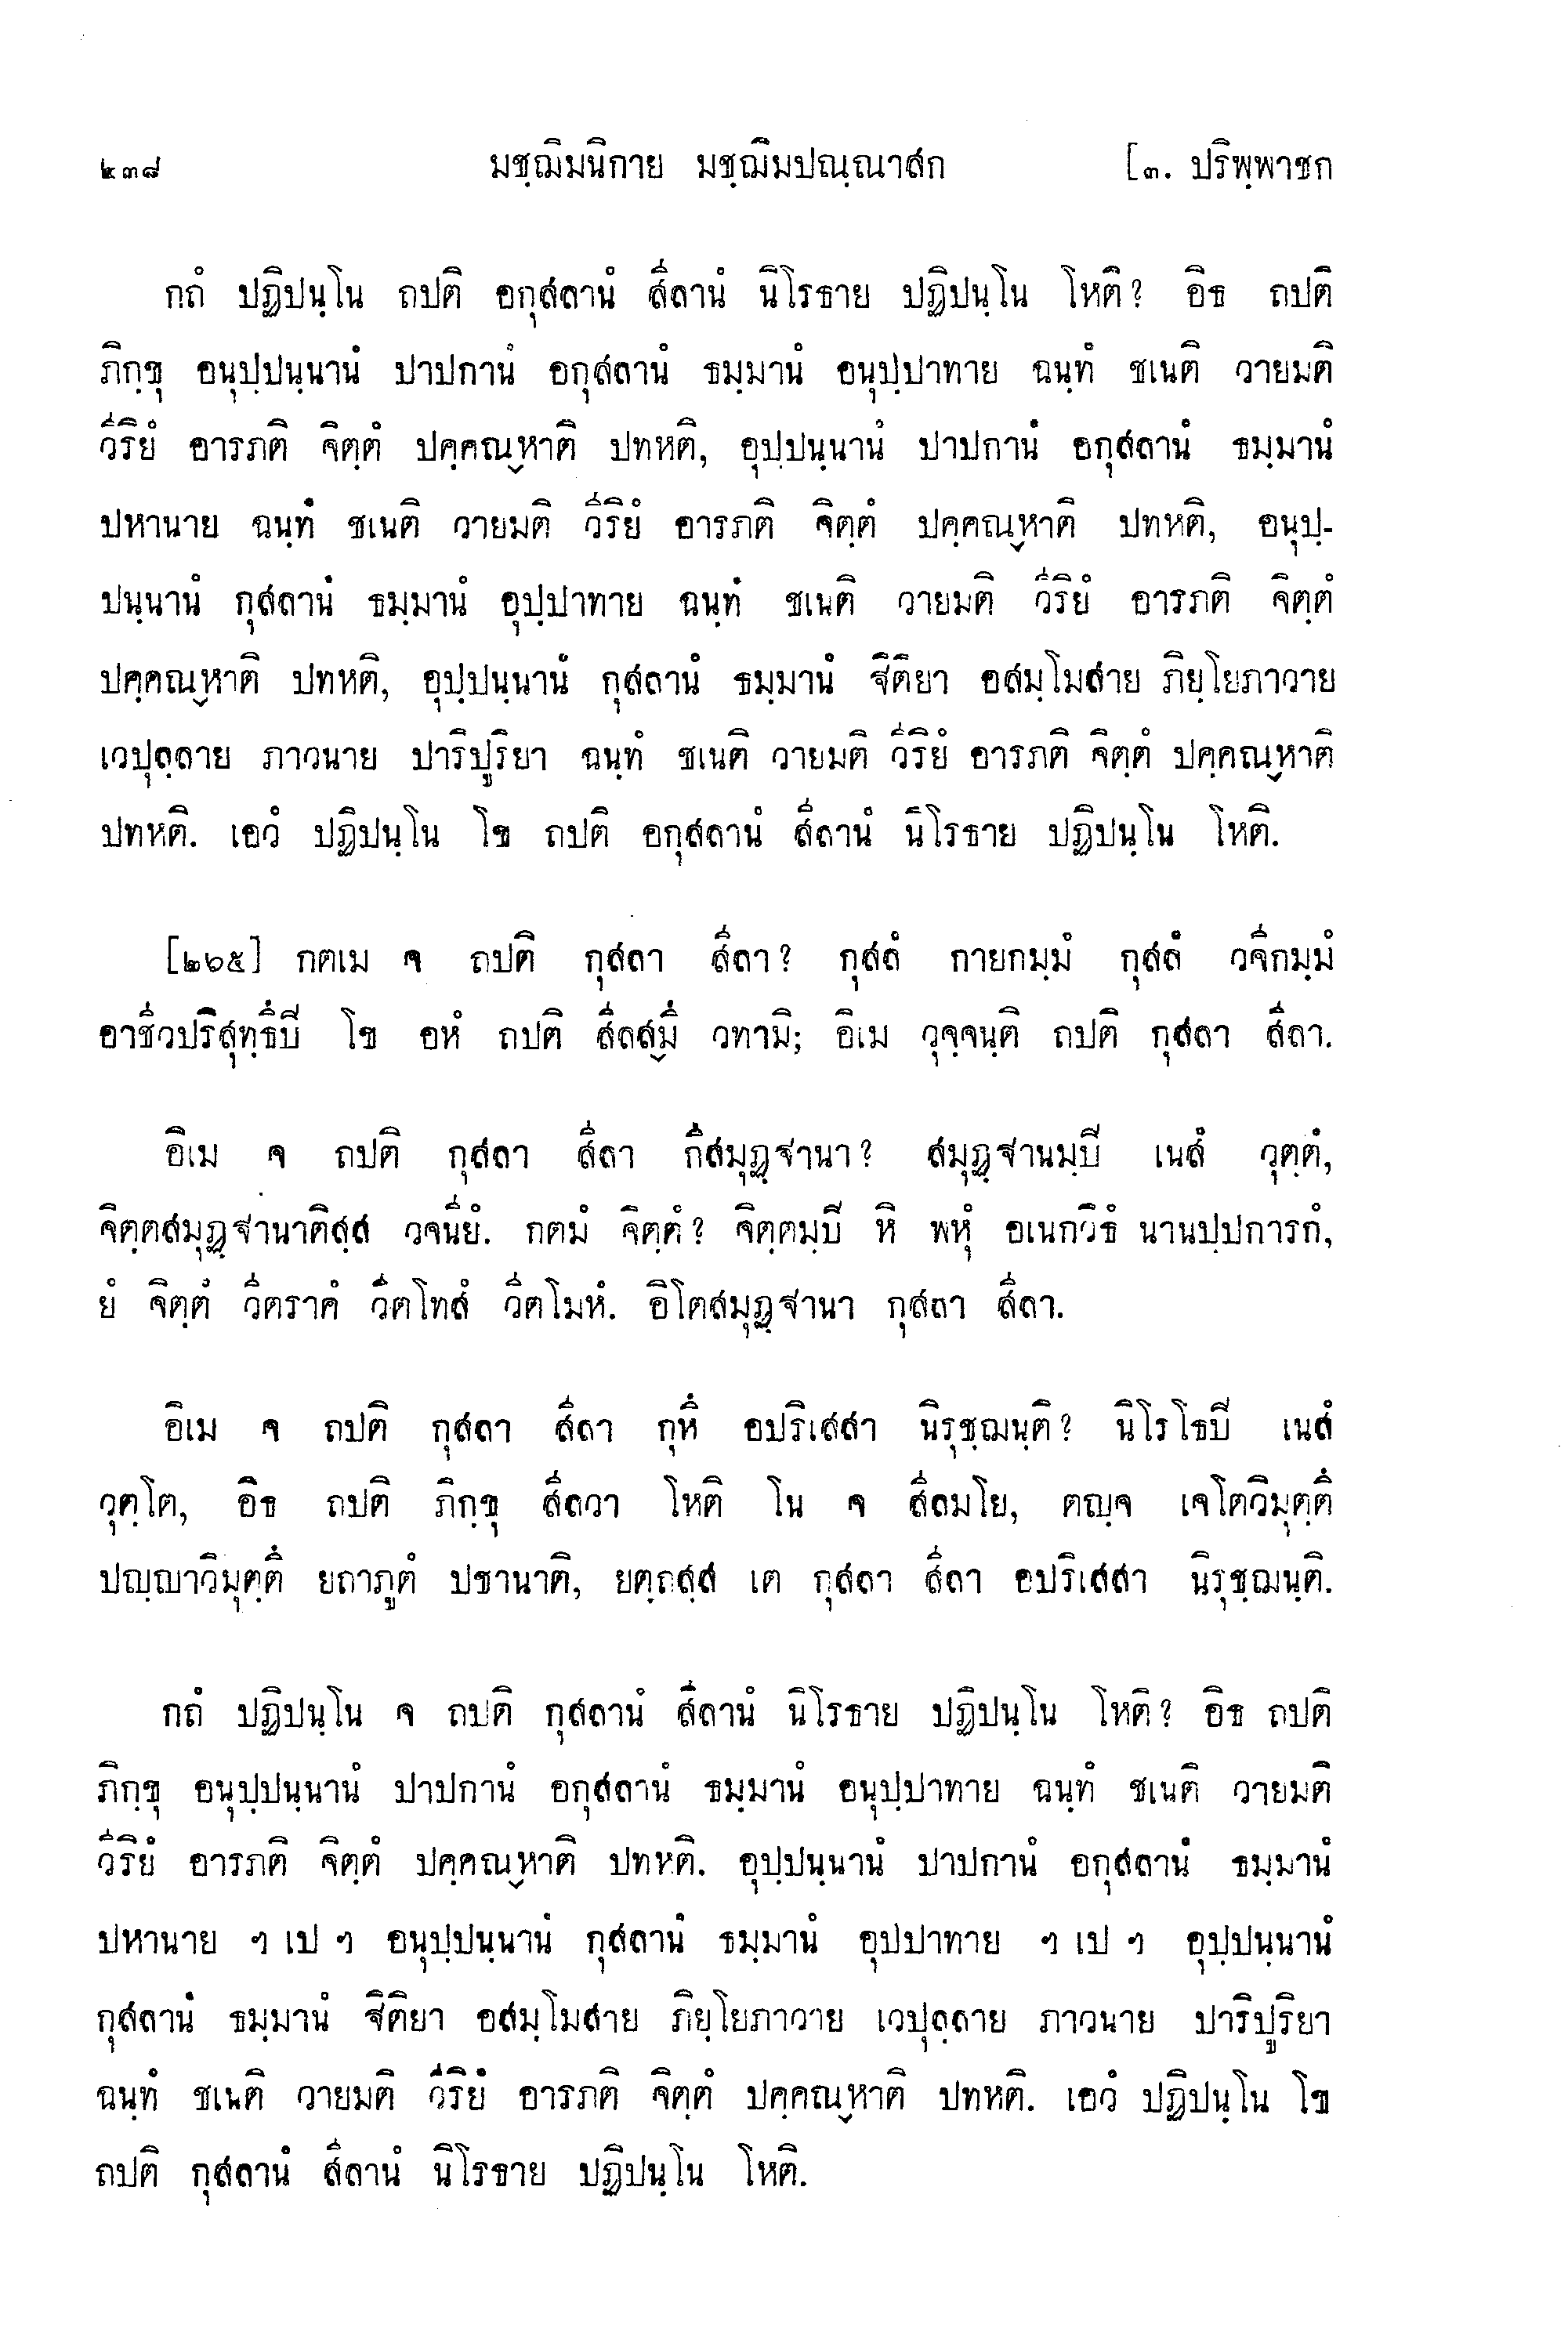 ๒๓๘ มชฺฌิมนิกาย มชฺฌิมปณฺณาสก [๓. ปริพฺพาชก
กถํ ปฏิปนฺโน ถปติ อกุสลานํ สีลานํ นิโรธาย ปฏิปนฺโน โหติ? อิธ ถปติ
ภิกฺขุ อนุปฺปนฺนานํ ปาปกานํ อกุสลานํ ธมฺมานํ อนุปฺปาทาย ฉนฺทํ ชเนติ วายมติ
วีริยํ อารภติ จิตฺตํ ปคฺคณฺหาติ ปทหติ, อุปฺปนฺนานํ ปาปกานํ อกุสลานํ ธมฺมานํ
ปหานาย ฉนฺทํ ชเนติ วายมติ วีริยํ อารภติ จิตฺตํ ปคฺคณฺหาติ ปทหติ, อนุปฺ-
ปนฺนานํ กุสลานํ ธมฺมานํ อุปฺปาทาย ฉนฺทํ ชเนติ วายมติ วีริยํ อารภติ จิตฺตํ
ปคฺคณฺหาติ ปทหติ, อุปฺปนฺนานํ กุสลานํ ธมฺมานํ ฐิติยา อสมฺโมสาย ภิยฺโยภาวาย
เวปุลฺลาย ภาวนาย ปาริปูริยา ฉนฺทํ ชเนติ วายมติ วีริยํ อารภติ จิตฺตํ ปคฺคณฺหาติ
ปทหติ. เอวํ ปฏิปนฺโน โข ถปติ อกุสลานํ สีลานํ นิโรธาย ปฏิปนฺโน โหติ.
[๒๖๕] กตเม จ ถปติ กุสลา สีลา? กุสลํ กายกมฺมํ กุสลํ วจีกมฺมํ
อาชีวปริสุทฺธึปิ โข อหํ ถปติ สีลสฺมึ วทามิ; อิเม วุจฺจนฺติ ถปติ กุสลา สีลา.
อิเม จ ถปติ กุสลา สีลา กึสมุฏฺฐานา? สมุฏฺฐานมฺปิ เนสํ วุตฺตํ,
จิตฺตสมุฏฺฐานาติสฺส วจนียํ. กตมํ จิตฺตํ? จิตฺตมฺปิ หิ พหุํ อเนกวิธํ นานปฺปการกํ,
ยํ จิตฺตํ วีตราคํ วีตโทสํ วีตโมหํ. อิโตสมุฏฺฐานา กุสลา สีลา.
อิเม จ ถปติ กุสลา สีลา กุหึ อปริเสสา นิรุชฺฌนฺติ? นิโรโธปิ เนสํ
วุตฺโต, อิธ ถปติ ภิกฺขุ สีลวา โหติ โน จ สีลมโย, ตญฺจ เจโตวิมุตฺตึ
ปญฺญาวิมุตฺตึ ยถาภูตํ ปชานาติ, ยตฺถสฺส เต กุสลา สีลา อปริเสสา นิรุชฺฌนฺติ.
กถํ ปฏิปนฺโน จ ถปติ กุสลานํ สีลานํ นิโรธาย ปฏิปนฺโน โหติ? อิธ ถปติ
ภิกฺขุ อนุปฺปนฺนานํ ปาปกานํ อกุสลานํ ธมฺมานํ อนุปฺปาทาย ฉนฺทํ ชเนติ วายมติ
วีริยํ อารภติ จิตฺตํ ปคฺคณฺหาติ ปทหติ. อุปฺปนฺนานํ ปาปกานํ อกุสลานํ ธมฺมานํ
ปหานาย ฯ เป ฯ อนุปฺปนฺนานํ กุสลานํ ธมฺมานํ อุปฺปาทาย ฯ เป ฯ อุปฺปนฺนานํ
กุสลานํ ธมฺมานํ ฐิติยา อสมฺโมสาย ภิยฺโยภาวาย เวปุลฺลาย ภาวนาย ปาริปูริยา
ฉนฺทํ ชเนติ วายมติ วีริยํ อารภติ จิตฺตํ ปคฺคณฺหาติ ปทหติ. เอวํ ปฏิปนฺโน โข
ถปติ กุสลานํ สีลานํ นิโรธาย ปฏิปนฺโน โหติ.